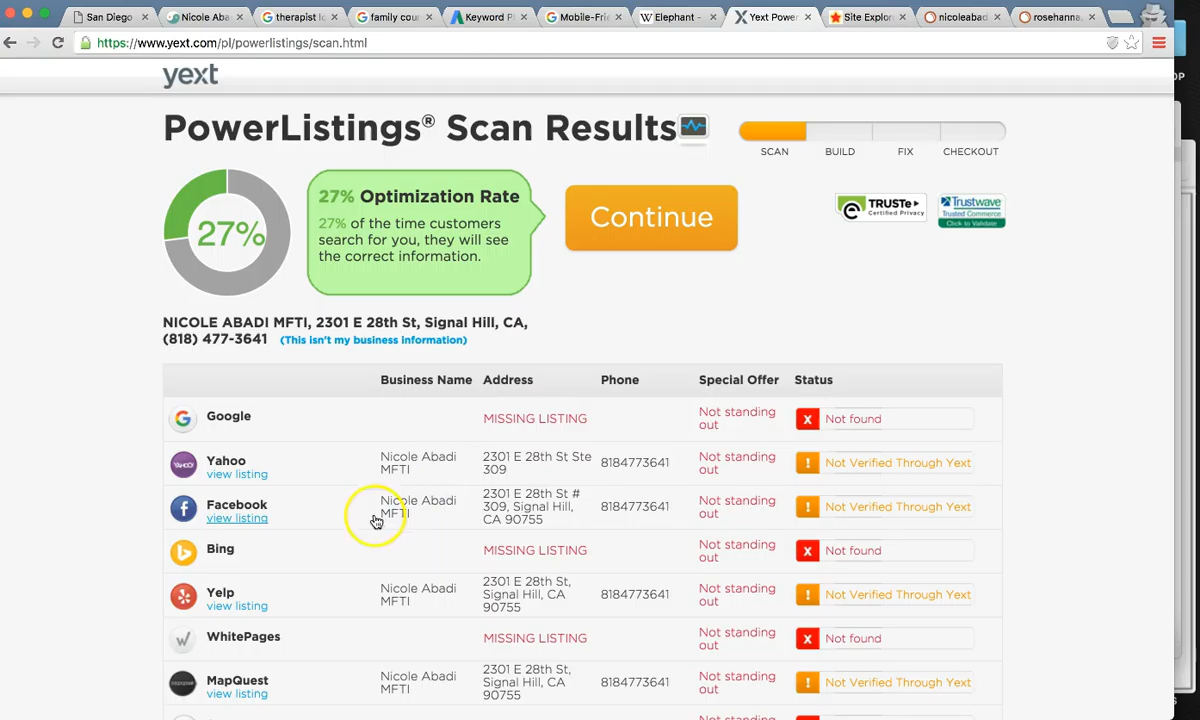 San Diego
Nicole Aba
therapist lo
family cou
Keyword P
Mobile-Frie
Elephant -
Yext Power
Site Explor
nicoleabad
rosehanna.
https://www.yext.com/pl/powerlistings/scan.html
yext
PowerListings® Scan Results
SCAN BUILD FIX CHECKOUT
27%
27% Optimization Rate
27% of the time customers
search for you, they will see
the correct information.
Continue
TRUSTe
Certified Privacy
Trustwave
Trusted Commerce
Click to Validate
NICOLE ABADI MFTI, 2301 E 28th St, Signal Hill, CA,
(818) 477-3641 (This isn't my business information)
Business Name Address Phone Special Offer Status
Google MISSING LISTING Not standing
out Not found
Yahoo
view listing
Nicole Abadi
MFTI
2301 E 28th St Ste
309
8184773641
Not standing
out
Not Verified Through Yext
Facebook
view listing
Nicole Abadi
MFTI
2301 E 28th St #
309, Signal Hill,
CA 90755
8184773641
Not standing
out
Not Verified Through Yext
Bing
MISSING LISTING
Not standing
out
Not found
Yelp
view listing
Nicole Abadi
MFTI
2301 E 28th St,
Signal Hill, CA
90755
8184773641
Not standing
out
Not Verified Through Yext
WhitePages
MISSING LISTING
Not standing
out
Not found
MapQuest
view listing
Nicole Abadi
MFTI
2301 E 28th St,
Signal Hill, CA
90755
8184773641
Not standing
out
Not Verified Through Yext
Not standing